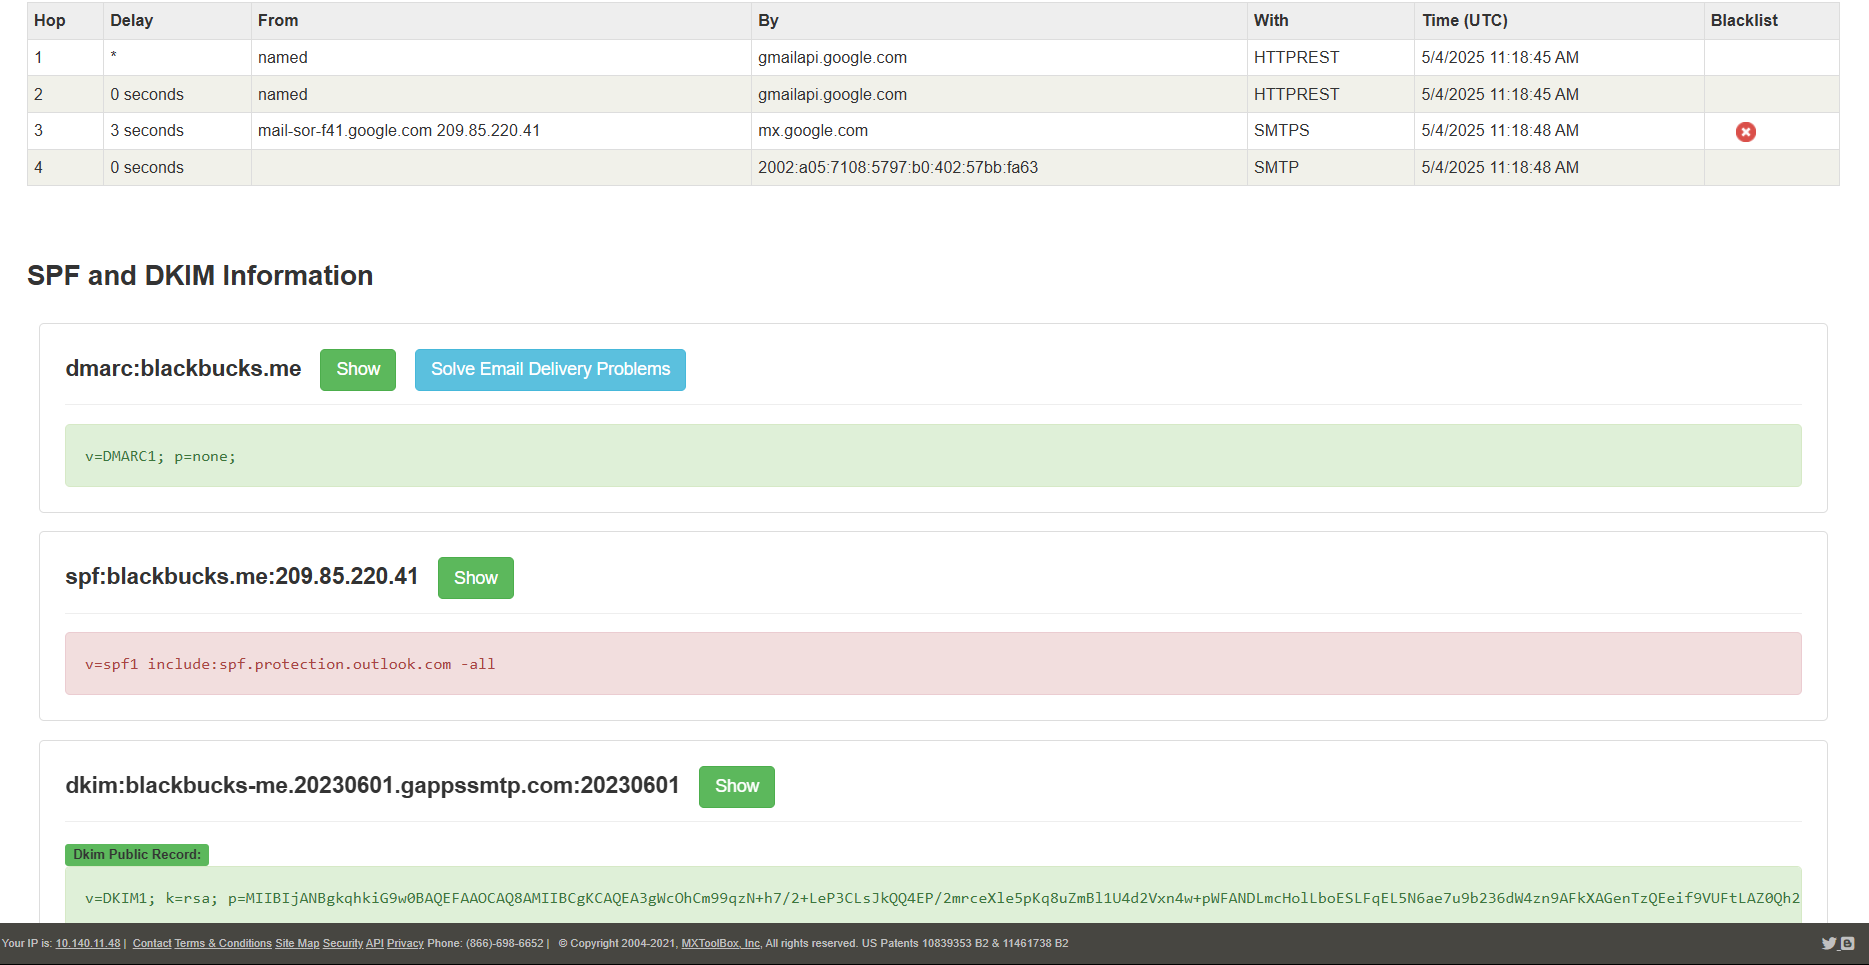 Hop Delay From By With Time (UTC) Blacklist
1 * named gmailapi.google.com HTTPREST 5/4/2025 11:18:45 AM
2 0 seconds named gmailapi.google.com HTTPREST 5/4/2025 11:18:45 AM
3 3 seconds mail-sor-f41.google.com 209.85.220.41 mx.google.com SMTPS 5/4/2025 11:18:48 AM
4 0 seconds 2002:a05:7108:5797:b0:402:57bb:fa63 SMTP 5/4/2025 11:18:48 AM
SPF and DKIM Information
dmarc:blackbucks.me Show Solve Email Delivery Problems
v=DMARC1; p=none;
spf:blackbucks.me:209.85.220.41 Show
v=spf1 include:spf.protection.outlook.com -all
dkim:blackbucks-me.20230601.gappssmtp.com:20230601 Show
Dkim Public Record:
v=DKIM1; k=rsa; p=MIIBIjANBgkqhkiG9w0BAQEFAAOCAQ8AMIIBCgKCAQEA3gWcOhCm99qzN+h7/2+LeP3CLsJkQQ4EP/2mrceXle5pKq8uZmBl1U4d2Vxn4w+pWFANDLmcHolLboESLFqEL5N6ae7u9b236dW4zn9AFkXAGenTzQEeif9VUFtLAZ0Qh2
Your IP is: 10.140.11.48 | Contact Terms & Conditions Site Map Security API Privacy Phone: (866)-698-6652 | © Copyright 2004-2021, MXToolBox, Inc, All rights reserved. US Patents 10839353 B2 & 11461738 B2